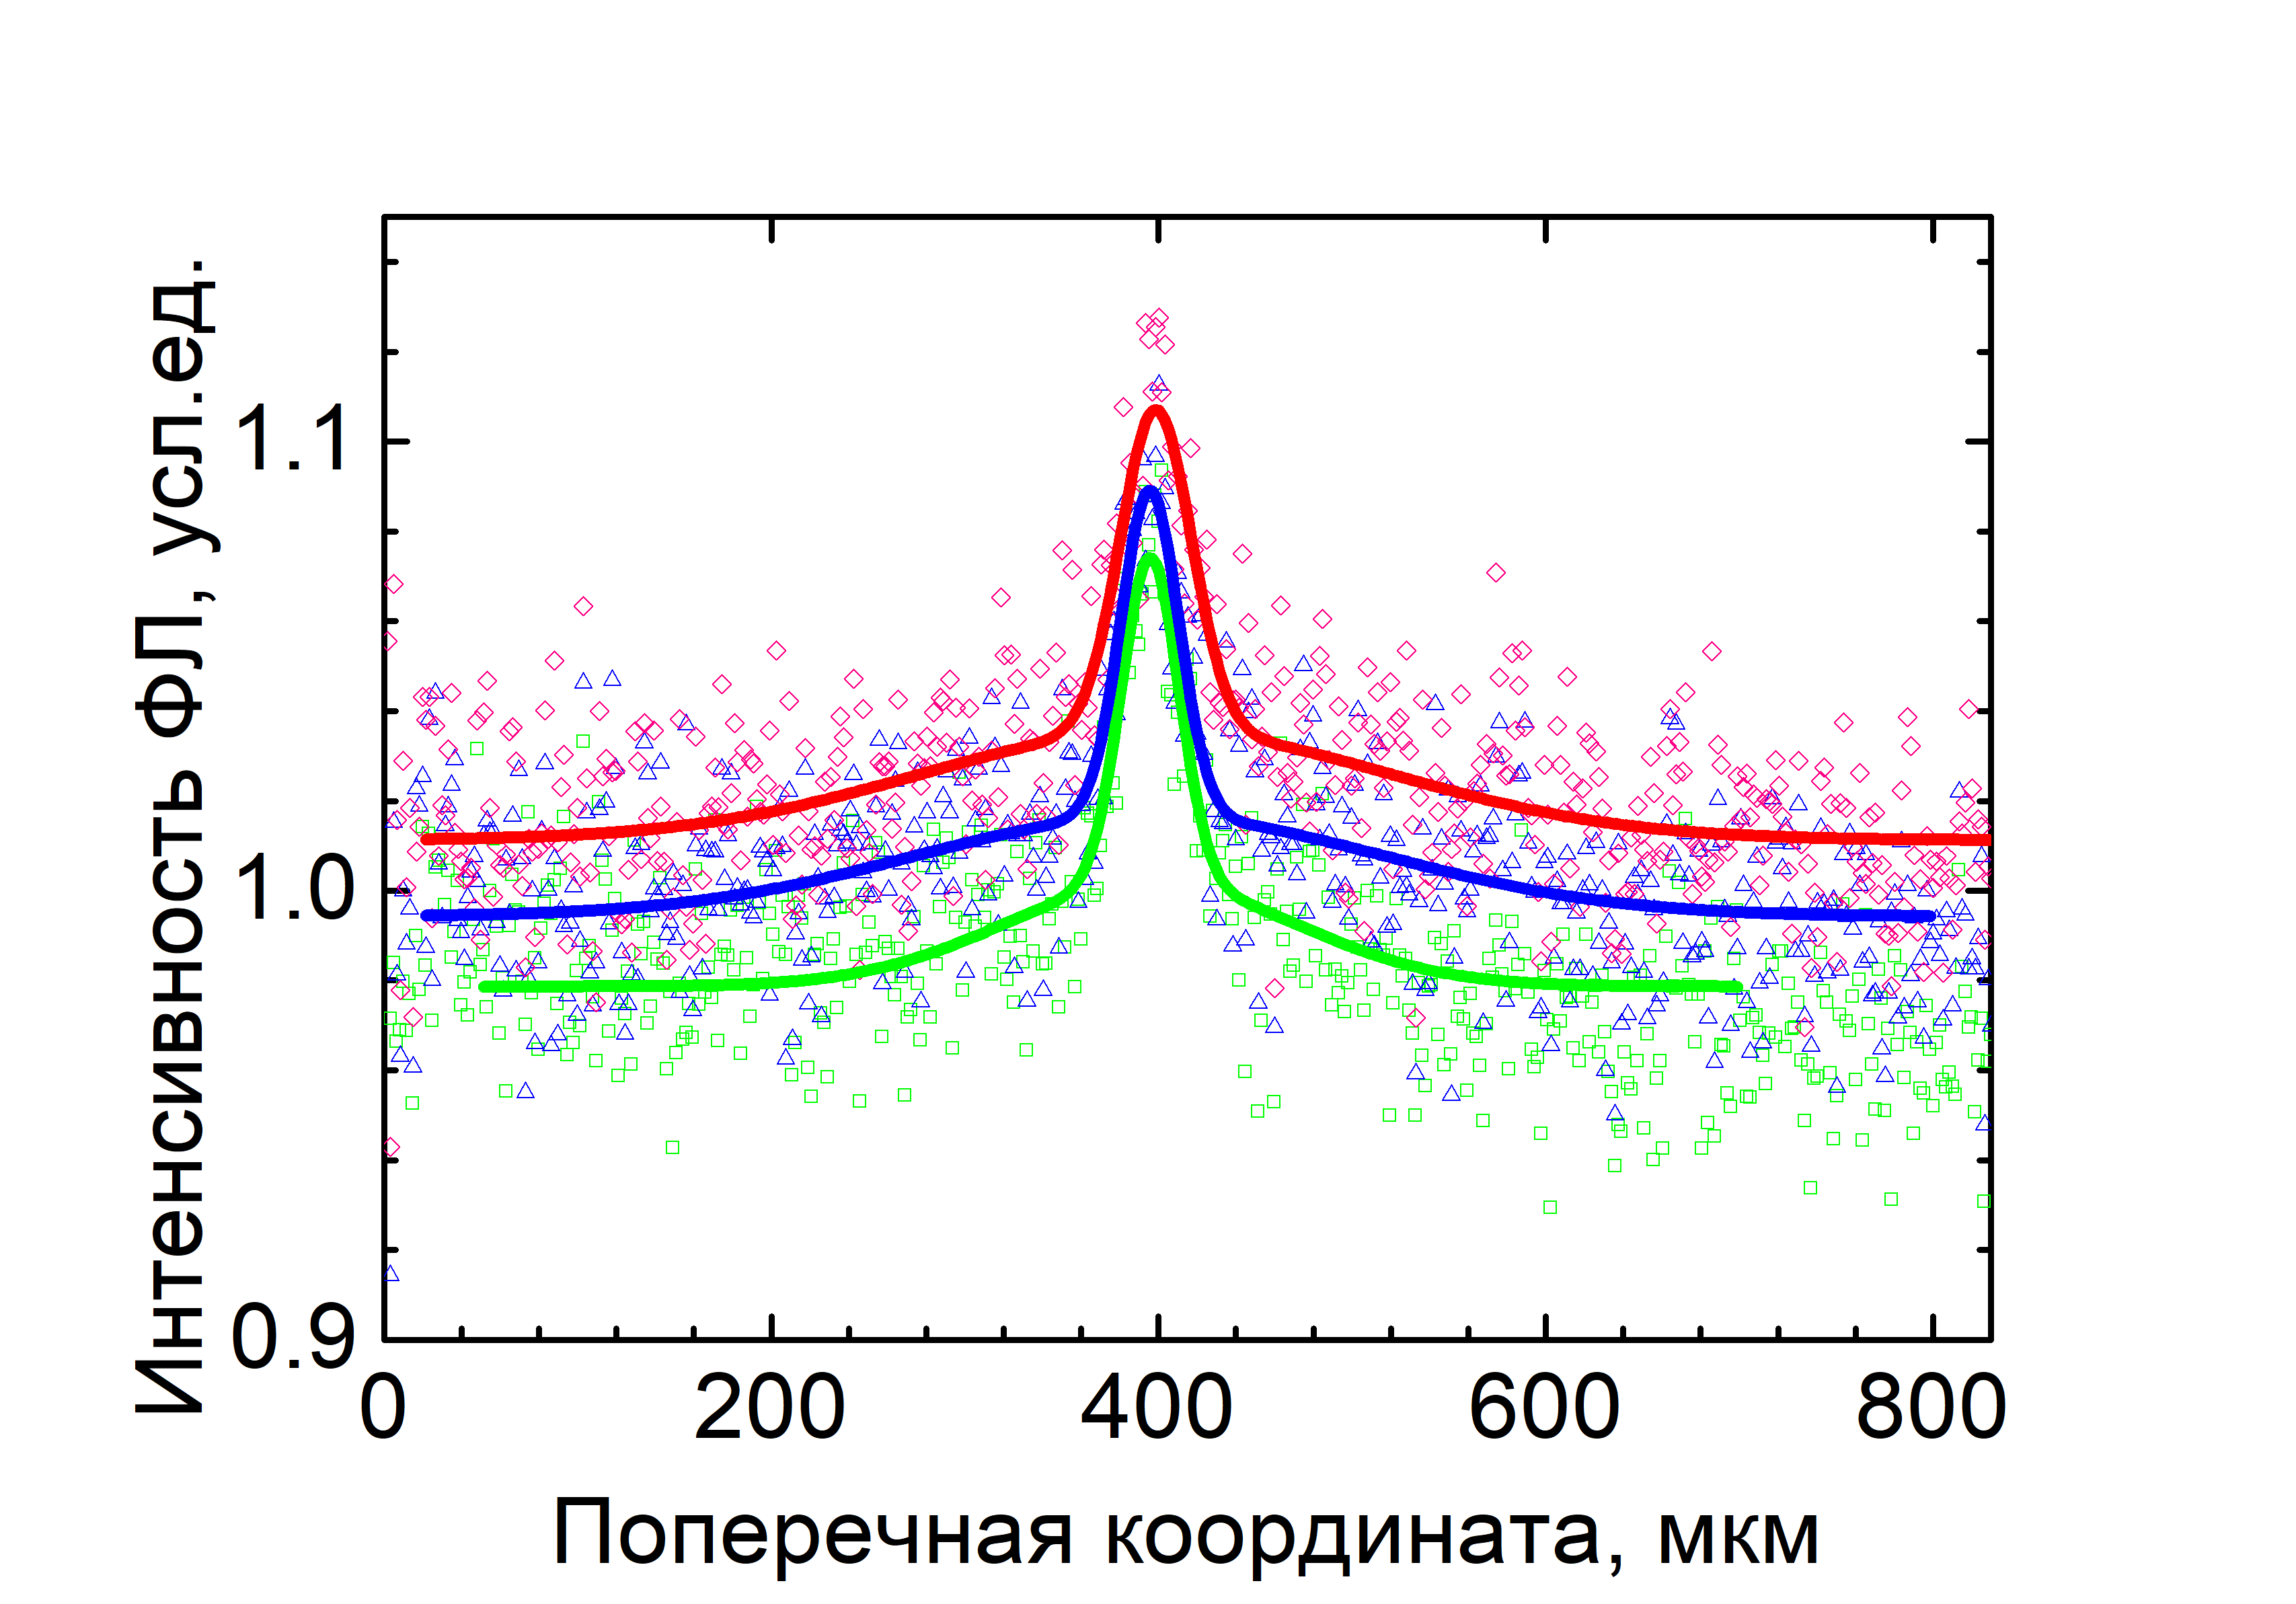 Интенсивность ФЛ, усл.ед.
1.1
1.0
0.9
0 200 400 600 800
Поперечная координата, мкм